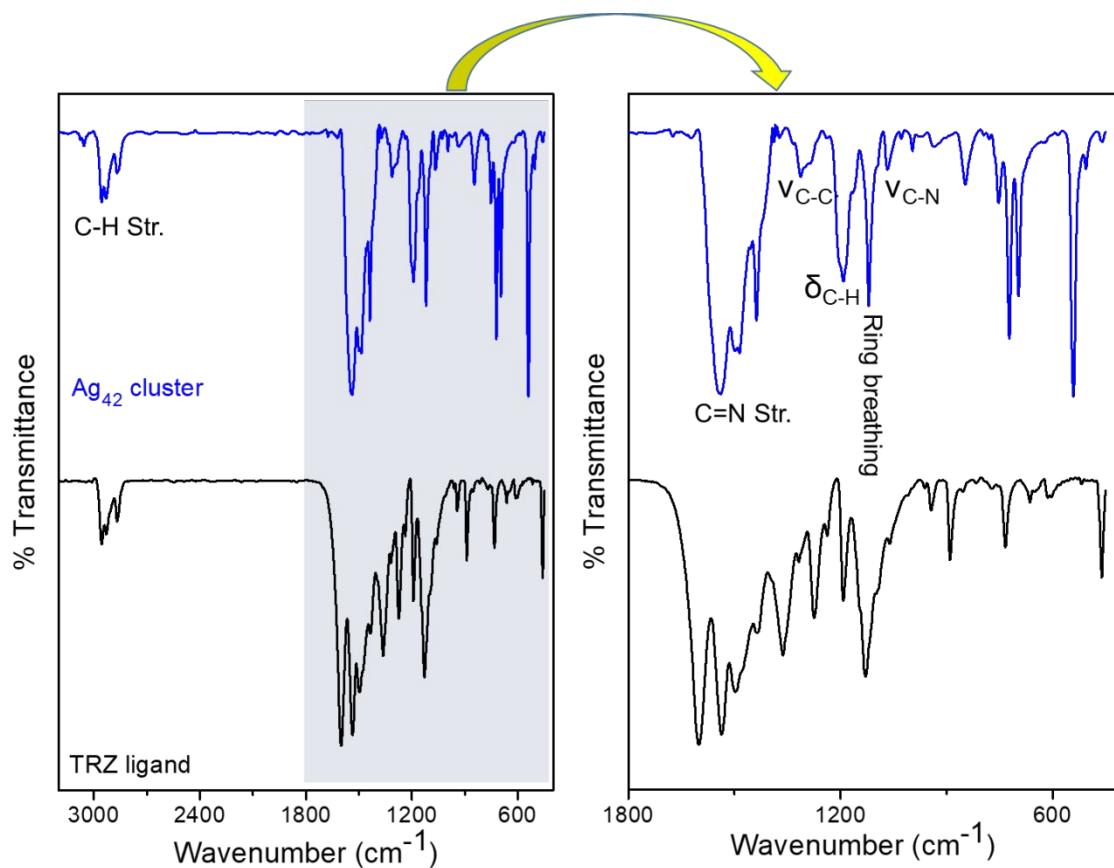 % Transmittance
C-H Str.
Ag₄₂ cluster
TRZ ligand
3000 2400 1800 1200 600
Wavenumber (cm⁻¹)
% Transmittance
νC-C
νC-N
δC-H
Ring breathing
C=N Str.
1800 1200 600
Wavenumber (cm⁻¹)